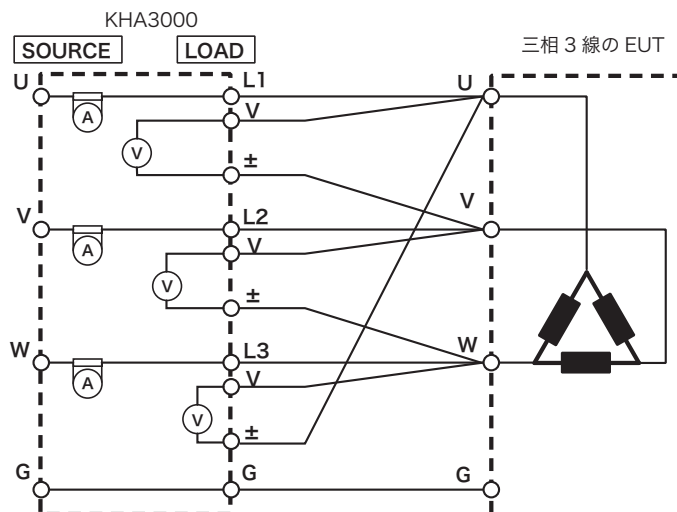 KHA3000
SOURCE LOAD 三相 3 線の EUT
U L1 U
A V
V
±
V L2 V
A V
V
±
W L3 W
A V
V
±
G G G